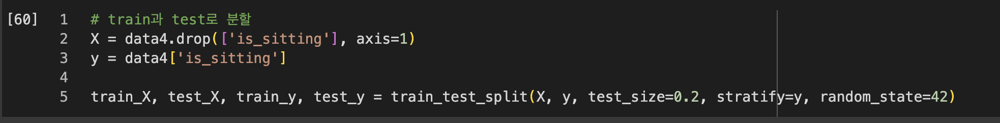 [60] 1 # train과 test로 분할
2 X = data4.drop(['is_sitting'], axis=1)
3 y = data4['is_sitting']
4
5 train_X, test_X, train_y, test_y = train_test_split(X, y, test_size=0.2, stratify=y, random_state=42)